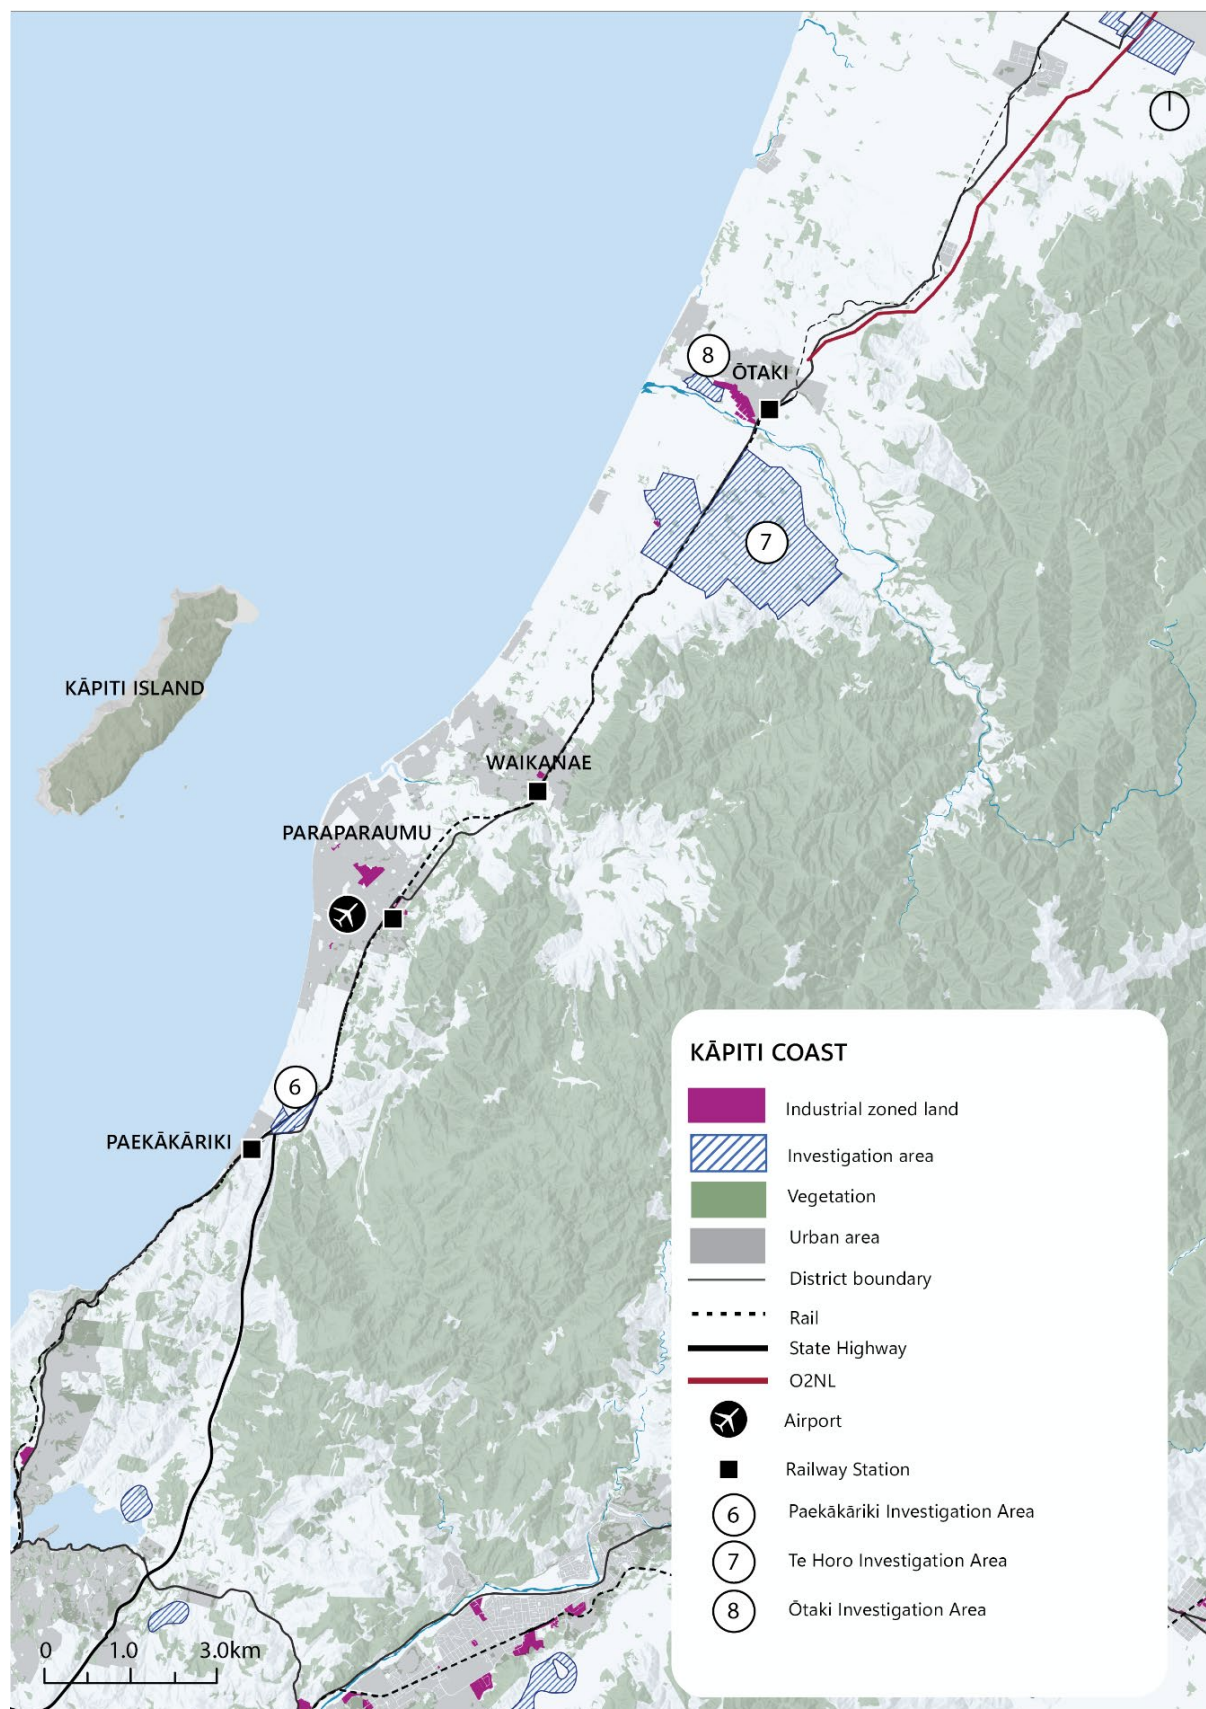 8
ŌTAKI
7
KĀPITI ISLAND
WAIKANAE
PARAPARAUMU
6
PAEKĀKĀRIKI
KĀPITI COAST
Industrial zoned land
Investigation area
Vegetation
Urban area
District boundary
Rail
State Highway
O2NL
Airport
Railway Station
6 Paekākāriki Investigation Area
7 Te Horo Investigation Area
8 Ōtaki Investigation Area
0 1.0 3.0km